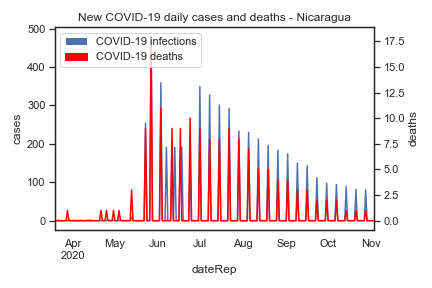 New COVID-19 daily cases and deaths - Nicaragua
COVID-19 infections
COVID-19 deaths
500
400
300
200
100
0
cases
17.5
15.0
12.5
10.0
7.5
5.0
2.5
0.0
deaths
Apr
2020
May
Jun
Jul
Aug
Sep
Oct
Nov
dateRep